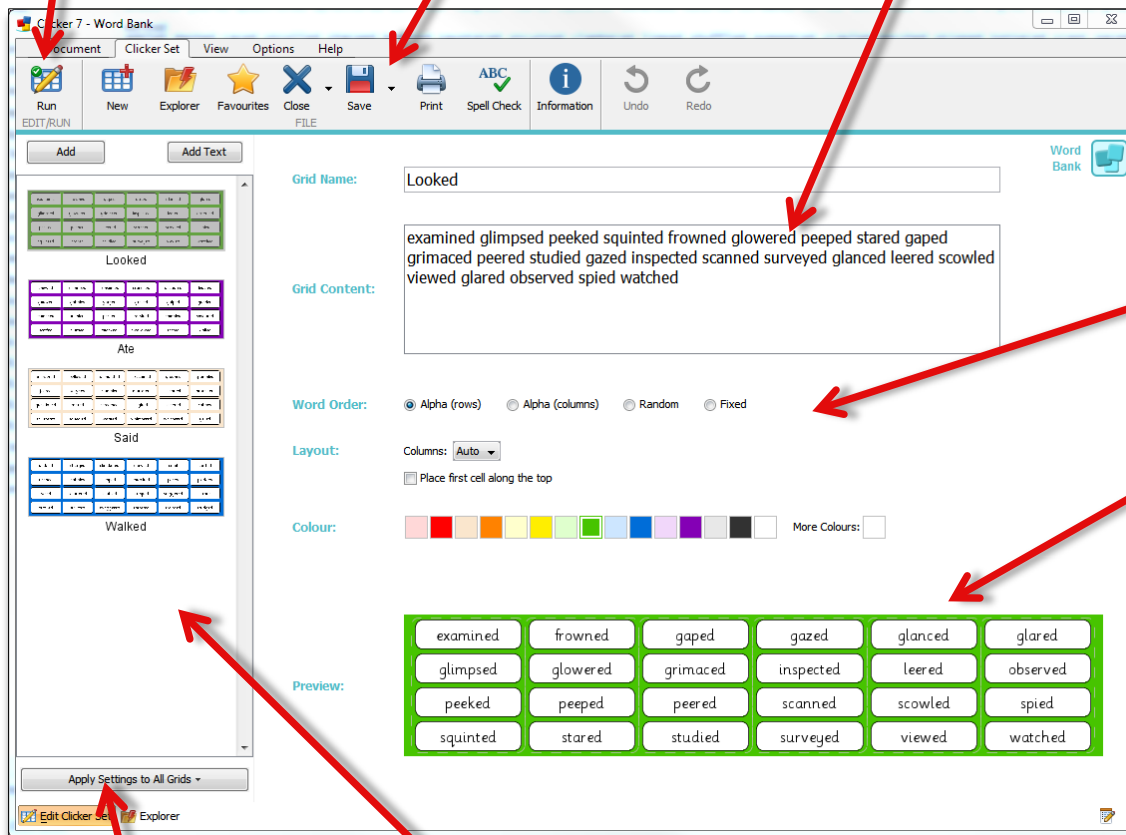 Clicker 7 - Word Bank
Document Clicker Set View Options Help
Run New Explorer Favourites Close Save Print Spell Check Information Undo Redo
ABC
EDIT/RUN FILE
Add Add Text
Word
Bank
Grid Name: Looked
Grid Content:
examined glimpsed peeked squinted frowned glowered peeped stared gaped
grimaced peered studied gazed inspected scanned surveyed glanced leered scowled
viewed glared observed spied watched
Looked
Ate
Said
Walked
Word Order: Alpha (rows) Alpha (columns) Random Fixed
Layout: Columns: Auto
Place first cell along the top
Colour: More Colours:
Preview:
examined frowned gaped gazed glanced glared
glimpsed glowered grimaced inspected leered observed
peeked peeped peered scanned scowled spied
squinted stared studied surveyed viewed watched
Apply Settings to All Grids
Edit Clicker Set Explorer